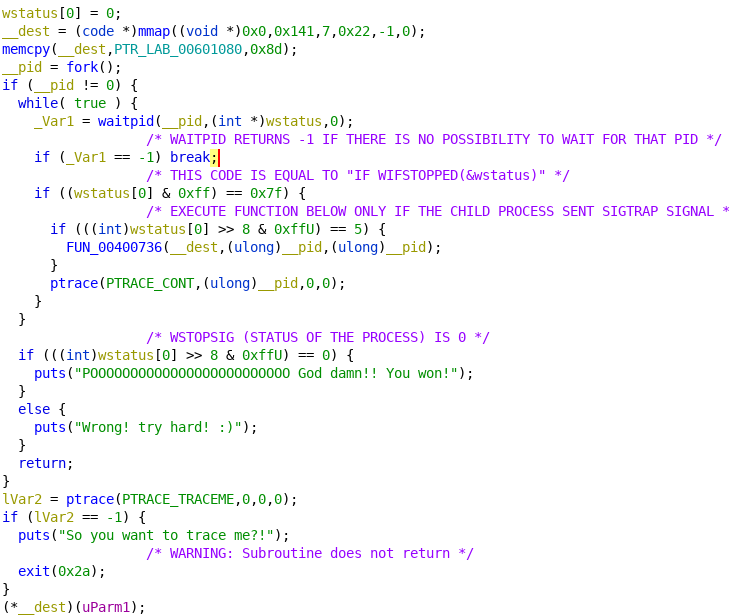 wstatus[0] = 0;
__dest = (code *)mmap((void *)0x0,0x141,7,0x22,-1,0);
memcpy(__dest,PTR_LAB_00601080,0x8d);
__pid = fork();
if (__pid != 0) {
  while( true ) {
    _Var1 = waitpid(__pid,(int *)wstatus,0);
                  /* WAITPID RETURNS -1 IF THERE IS NO POSSIBILITY TO WAIT FOR THAT PID */
    if (_Var1 == -1) break;
                  /* THIS CODE IS EQUAL TO "IF WIFSTOPPED(&wstatus)" */
    if ((wstatus[0] & 0xff) == 0x7f) {
                  /* EXECUTE FUNCTION BELOW ONLY IF THE CHILD PROCESS SENT SIGTRAP SIGNAL *
      if (((int)wstatus[0] >> 8 & 0xffU) == 5) {
        FUN_00400736(__dest,(ulong)__pid,(ulong)__pid);
      }
      ptrace(PTRACE_CONT,(ulong)__pid,0,0);
    }
  }
                  /* WSTOPSIG (STATUS OF THE PROCESS) IS 0 */
  if (((int)wstatus[0] >> 8 & 0xffU) == 0) {
    puts("POOOOOOOOOOOOOOOOOOOOOOOO God damn!! You won!");
  }
  else {
    puts("Wrong! try hard! :)");
  }
  return;
}
lVar2 = ptrace(PTRACE_TRACEME,0,0,0);
if (lVar2 == -1) {
  puts("So you want to trace me?!");
                  /* WARNING: Subroutine does not return */
  exit(0x2a);
}
(*__dest)(uParm1);